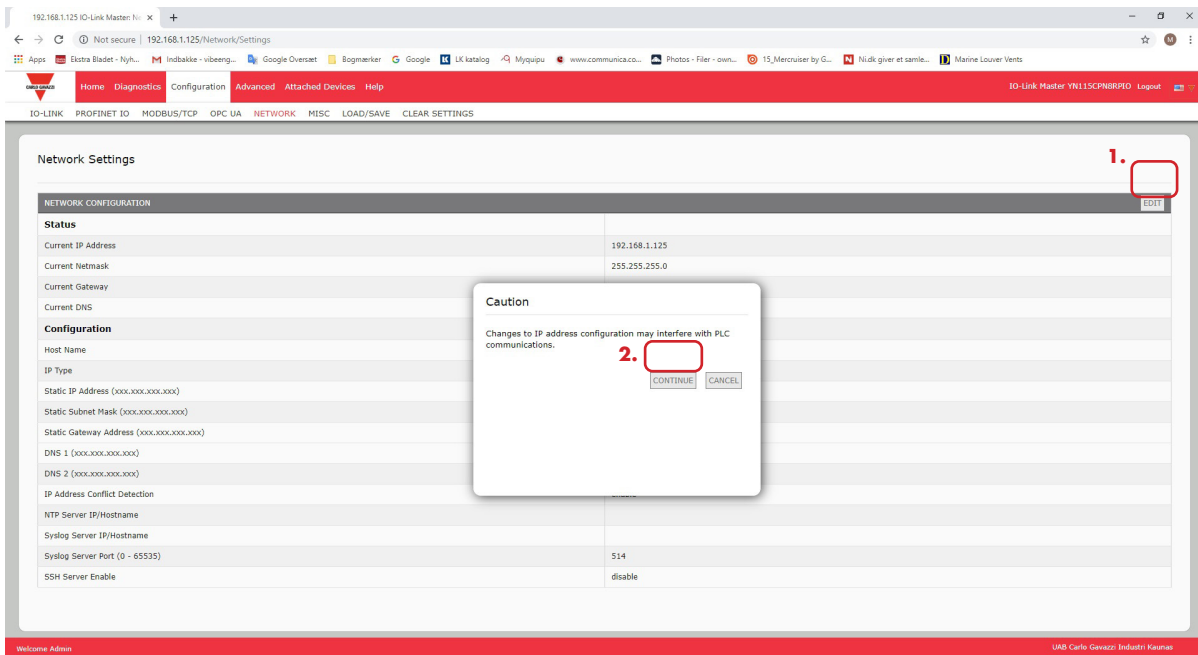 192.168.1.125 IO-Link Master: Ne
Not secure | 192.168.1.125/Network/Settings
Apps Ekstra Bladet - Nyh... Indbakke - vibeeng... Google Oversæt Bogmærker Google LK katalog Myquipu www.communica.co... Photos - Filer - own... 15_Mercruiser by G... Ni.dk giver et samle... Marine Louver Vents
CARLO GAVAZZI Home Diagnostics Configuration Advanced Attached Devices Help IO-Link Master YN115CPN8RPIO Logout
IO-LINK PROFINET IO MODBUS/TCP OPC UA NETWORK MISC LOAD/SAVE CLEAR SETTINGS
Network Settings
1.
NETWORK CONFIGURATION EDIT
Status
Current IP Address 192.168.1.125
Current Netmask 255.255.255.0
Current Gateway
Current DNS
Configuration
Host Name
IP Type
Static IP Address (xxx.xxx.xxx.xxx)
Static Subnet Mask (xxx.xxx.xxx.xxx)
Static Gateway Address (xxx.xxx.xxx.xxx)
DNS 1 (xxx.xxx.xxx.xxx)
DNS 2 (xxx.xxx.xxx.xxx)
IP Address Conflict Detection
NTP Server IP/Hostname
Syslog Server IP/Hostname
Syslog Server Port (0 - 65535) 514
SSH Server Enable disable
Caution
Changes to IP address configuration may interfere with PLC
communications.
2.
CONTINUE CANCEL
Welcome Admin UAB Carlo Gavazzi Industri Kaunas